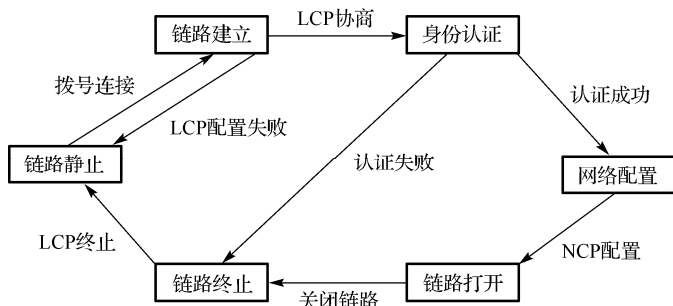 链路建立
LCP协商
身份认证
拨号连接
LCP配置失败
认证成功
链路静止
认证失败
网络配置
LCP终止
NCP配置
链路终止
关闭链路
链路打开